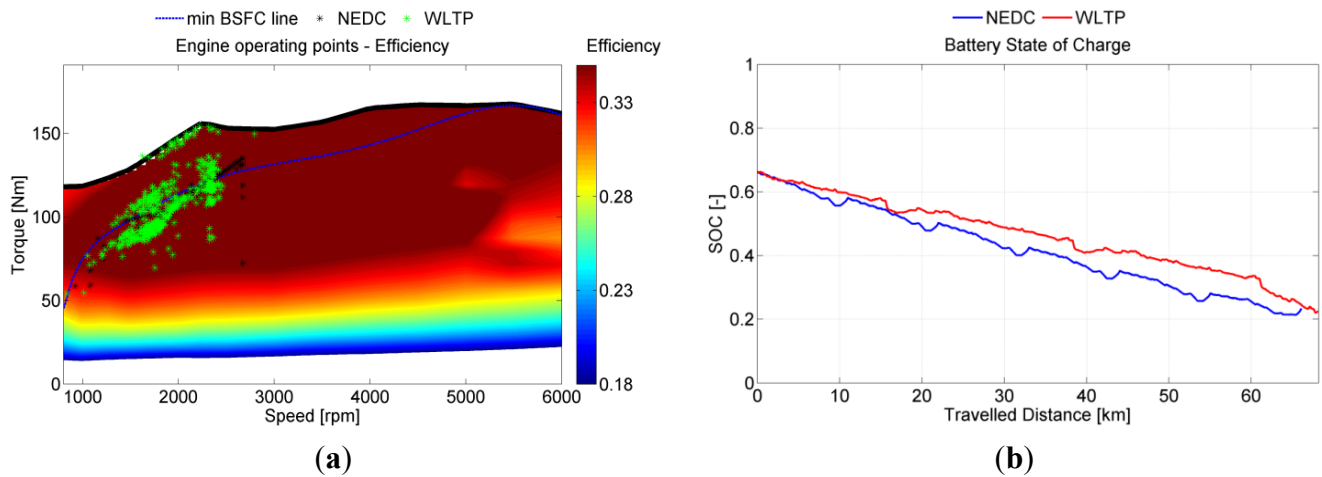 min BSFC line NEDC WLTP
Engine operating points - Efficiency
Efficiency
150
100
50
0
Torque [Nm]
1000 2000 3000 4000 5000 6000
Speed [rpm]
0.33
0.28
0.23
0.18
(a)
NEDC WLTP
Battery State of Charge
1
0.8
0.6
0.4
0.2
0
SOC [-]
0 10 20 30 40 50 60
Travelled Distance [km]
(b)